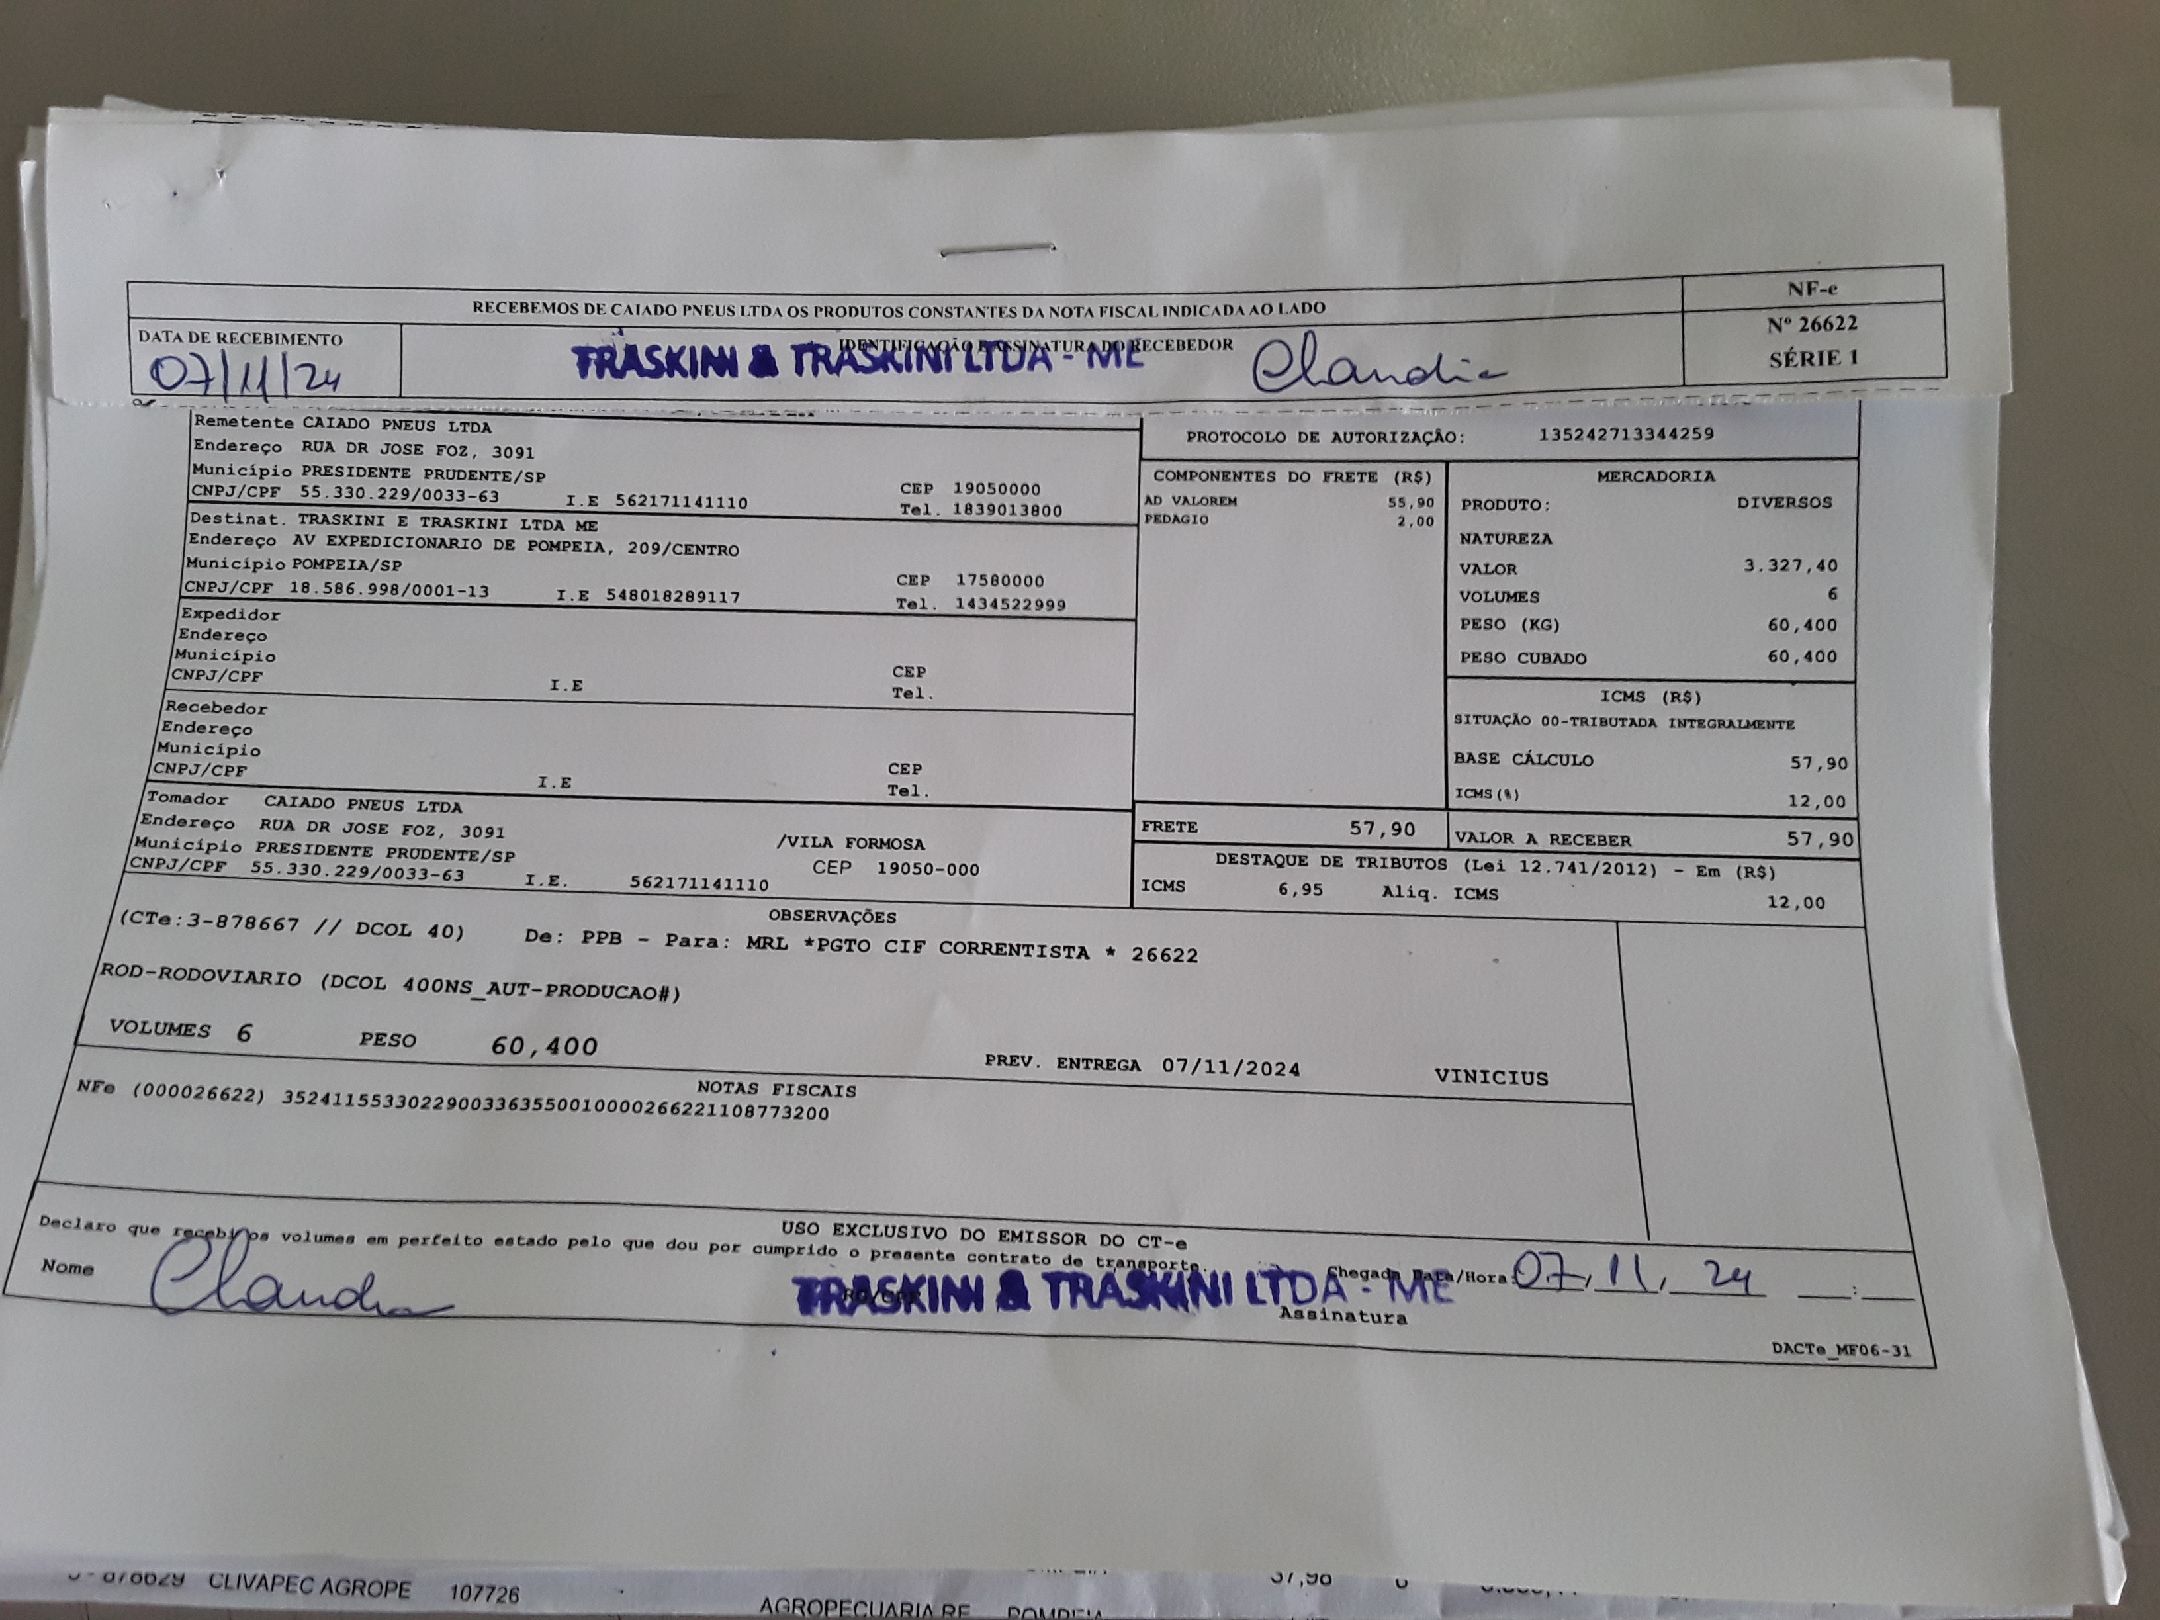 RECEBEMOS DE CAIADO PNEUS LTDA OS PRODUTOS CONSTANTES DA NOTA FISCAL INDICADA AO LADO
NF-e
Nº 26622
SÉRIE 1
DATA DE RECEBIMENTO
07/11/24
IDENTIFICAÇÃO E ASSINATURA DO RECEBEDOR
TRASKINI & TRASKINI LTDA - ME
Claudia
Remetente CAIADO PNEUS LTDA
Endereço RUA DR JOSE FOZ, 3091
Município PRESIDENTE PRUDENTE/SP
CEP 19050000
CNPJ/CPF 55.330.229/0033-63 I.E 562171141110 Tel. 1839013800
Destinat. TRASKINI E TRASKINI LTDA ME
Endereço AV EXPEDICIONARIO DE POMPEIA, 209/CENTRO
Município POMPEIA/SP CEP 17580000
CNPJ/CPF 18.586.998/0001-13 I.E 548018289117 Tel. 1434522999
Expedidor
Endereço
Município CEP
CNPJ/CPF I.E Tel.
Recebedor
Endereço
Município CEP
CNPJ/CPF I.E Tel.
Tomador CAIADO PNEUS LTDA
Endereço RUA DR JOSE FOZ, 3091 /VILA FORMOSA
Município PRESIDENTE PRUDENTE/SP CEP 19050-000
CNPJ/CPF 55.330.229/0033-63 I.E. 562171141110
PROTOCOLO DE AUTORIZAÇÃO: 135242713344259
COMPONENTES DO FRETE (R$)
AD VALOREM 55,90
PEDAGIO 2,00
MERCADORIA
PRODUTO: DIVERSOS
NATUREZA
VALOR 3.327,40
VOLUMES 6
PESO (KG) 60,400
PESO CUBADO 60,400
ICMS (R$)
SITUAÇÃO 00-TRIBUTADA INTEGRALMENTE
BASE CÁLCULO 57,90
ICMS(%) 12,00
FRETE 57,90
VALOR A RECEBER 57,90
DESTAQUE DE TRIBUTOS (Lei 12.741/2012) - Em (R$)
ICMS 6,95 Aliq. ICMS 12,00
OBSERVAÇÕES
(CTe:3-878667 // DCOL 40) De: PPB - Para: MRL *PGTO CIF CORRENTISTA * 26622
ROD-RODOVIARIO (DCOL 400NS_AUT-PRODUCAO#)
VOLUMES 6 PESO 60,400 PREV. ENTREGA 07/11/2024 VINICIUS
NOTAS FISCAIS
NFe (000026622) 35241155330229003363550010000266221108773200
USO EXCLUSIVO DO EMISSOR DO CT-e
Declaro que recebi os volumes em perfeito estado pelo que dou por cumprido o presente contrato de transporte.
Nome Claudia
TRASKINI & TRASKINI LTDA - ME
Chegada Data/Hora: 07/11/24 __:__
Assinatura
DACTe_MF06-31
CLIVAPEC AGROPE 107726
AGROPECUARIA RE POMPEIA
37,98